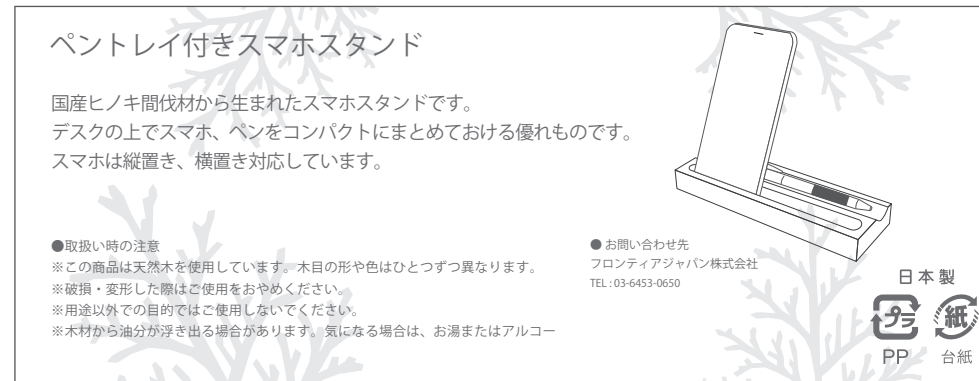 ペントレイ付きスマホスタンド
国産ヒノキ間伐材から生まれたスマホスタンドです。
デスクの上でスマホ、ペンをコンパクトにまとめておける優れものです。
スマホは縦置き、横置き対応しています。
●取扱い時の注意
※この商品は天然木を使用しています。木目の形や色はひとつずつ異なります。
※破損・変形した際はご使用をおやめください。
※用途以外での目的ではご使用しないでください。
※木材から油分が浮き出る場合があります。気になる場合は、お湯またはアルコー
● お問い合わせ先
フロンティアジャパン株式会社
TEL : 03-6453-0650
日本製
プラ 紙
PP 台紙